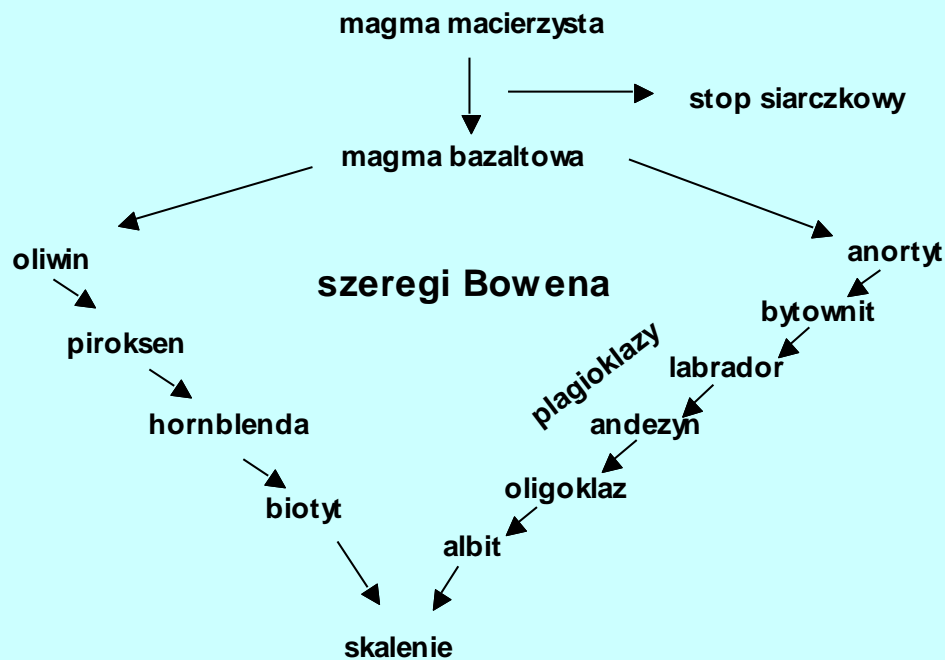 magma macierzysta
stop siarczkowy
magma bazaltowa
oliwin
anortyt
szeregi Bowena
bytownit
piroksen
plagioklazy
labrador
hornblenda
andezyn
oligoklaz
biotyt
albit
skalenie